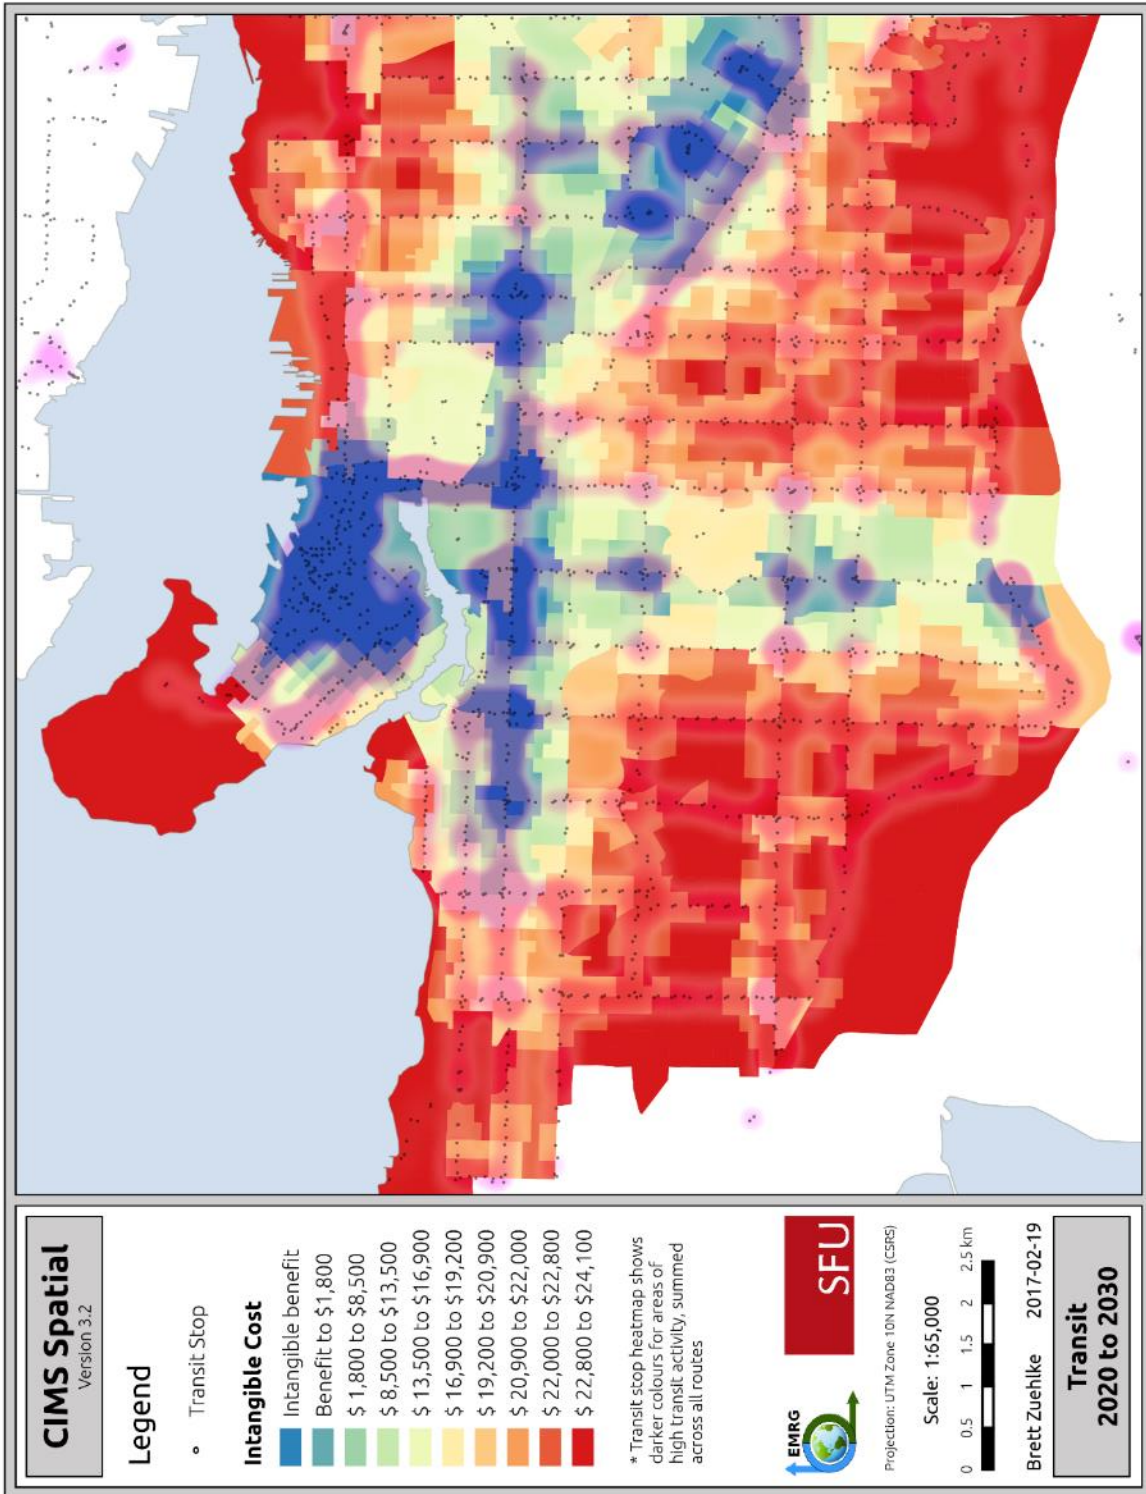 CIMS Spatial
Version 3.2
Legend
Transit Stop
Intangible Cost
Intangible benefit
Benefit to $1,800
$ 1,800 to $8,500
$ 8,500 to $13,500
$ 13,500 to $16,900
$ 16,900 to $19,200
$ 19,200 to $20,900
$ 20,900 to $22,000
$ 22,000 to $22,800
$ 22,800 to $24,100
* Transit stop heatmap shows
darker colours for areas of
high transit activity, summed
across all routes
EMRG
SFU
Projection: UTM Zone 10N NAD83 (CSRS)
Scale: 1:65,000
0 0.5 1 1.5 2 2.5 km
Brett Zuehlke 2017-02-19
Transit
2020 to 2030